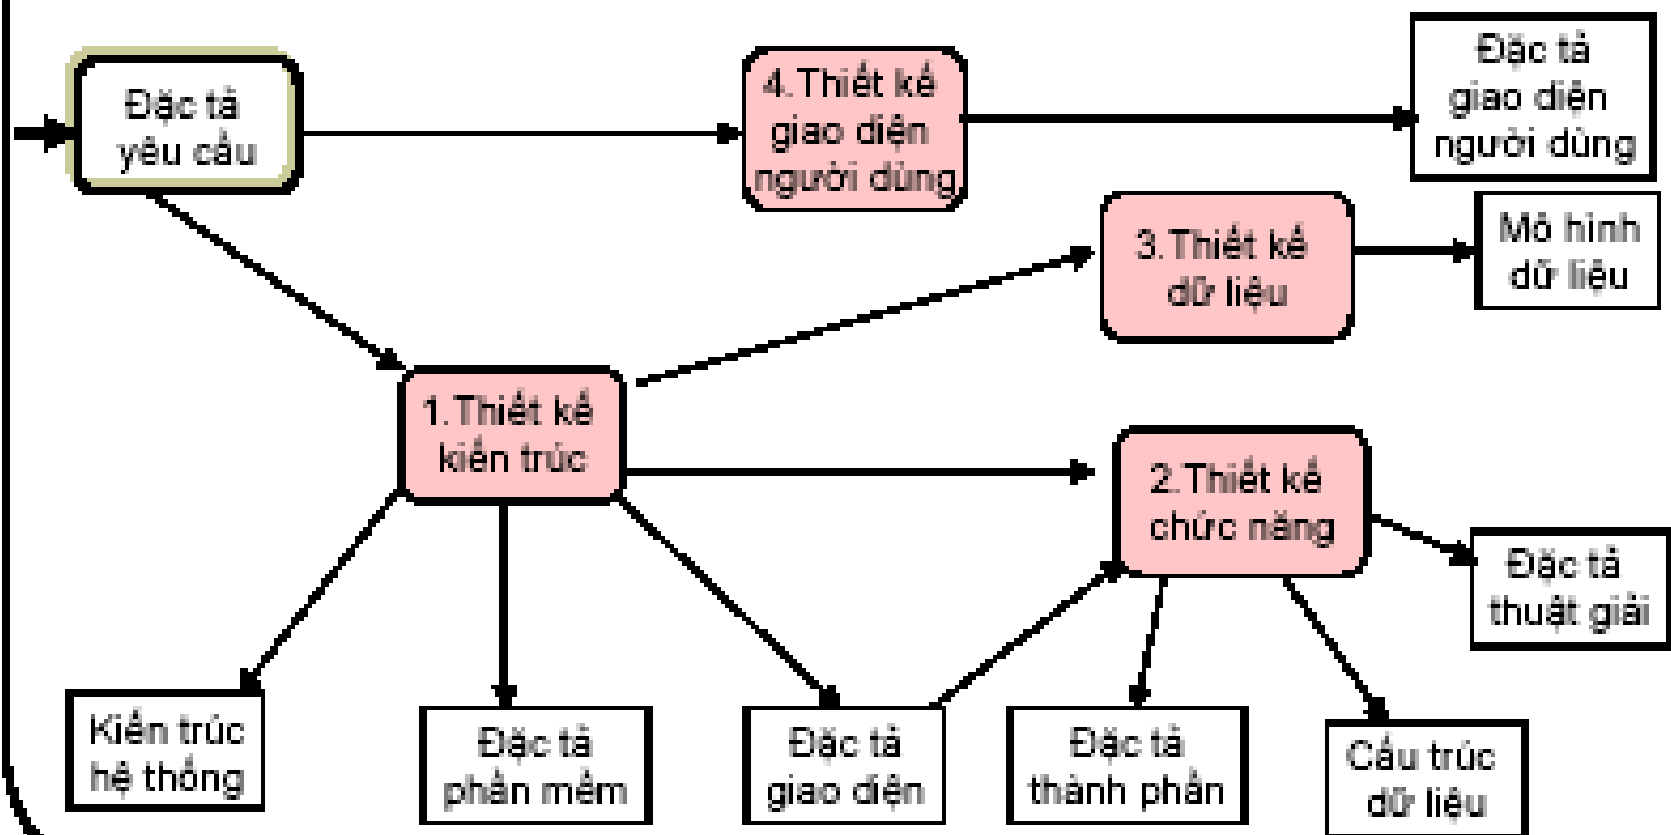 Đặc tả
yêu cầu
4.Thiết kế
giao diện
người dùng
Đặc tả
giao diện
người dùng
3.Thiết kế
dữ liệu
Mô hình
dữ liệu
1.Thiết kế
kiến trúc
2.Thiết kế
chức năng
Đặc tả
thuật giải
Kiến trúc
hệ thống
Đặc tả
phần mềm
Đặc tả
giao diện
Đặc tả
thành phần
Cấu trúc
dữ liệu